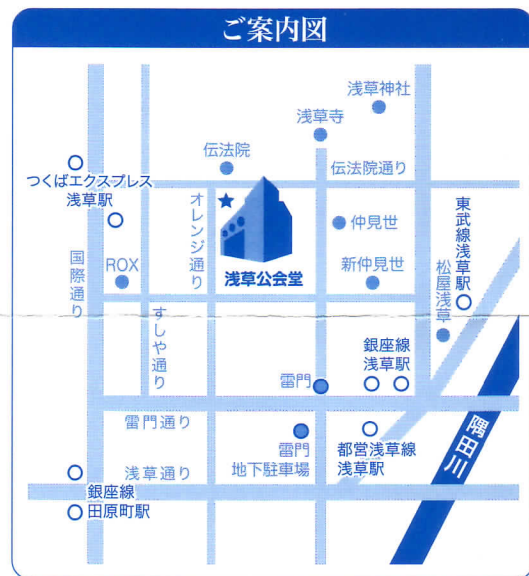 ご案内図
浅草神社
浅草寺
伝法院
伝法院通り
つくばエクスプレス
浅草駅
オレンジ通り
仲見世
東武線浅草駅
国際通り
ROX
浅草公会堂
新仲見世
松屋浅草
すしや通り
銀座線
浅草駅
雷門
雷門通り
雷門
地下駐車場
都営浅草線
浅草駅
隅田川
浅草通り
銀座線
田原町駅